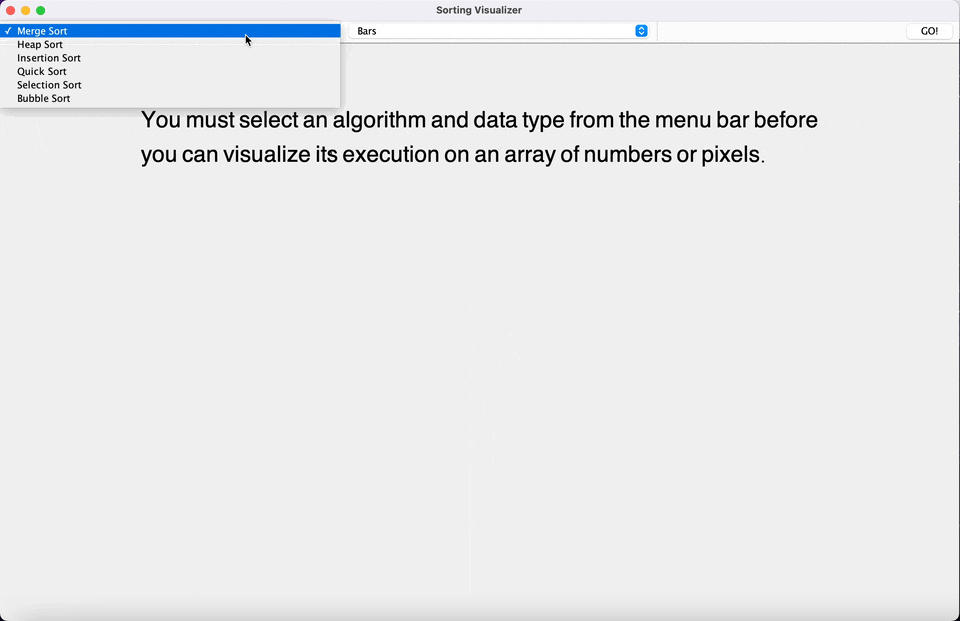 Sorting Visualizer
✓ Merge Sort
Bars
GO!
Heap Sort
Insertion Sort
Quick Sort
Selection Sort
Bubble Sort
You must select an algorithm and data type from the menu bar before
you can visualize its execution on an array of numbers or pixels.